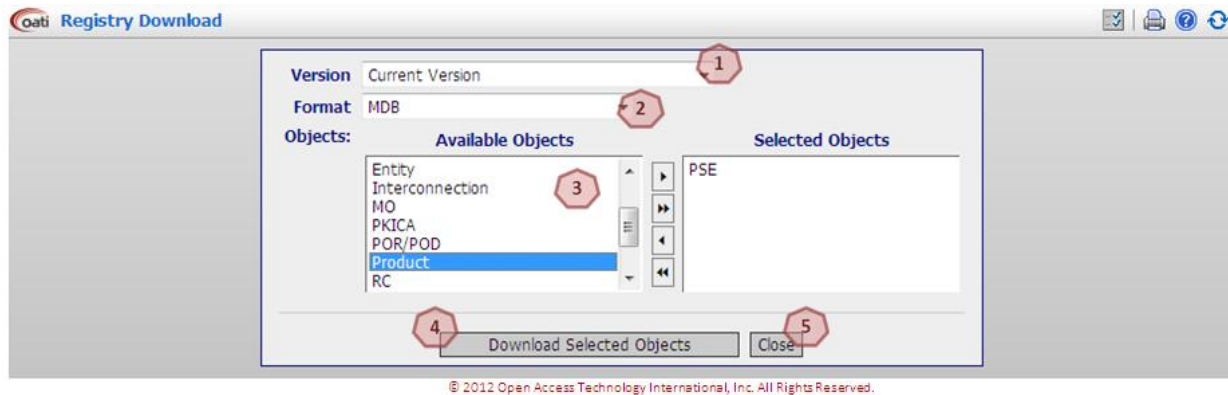 oati Registry Download
1
Version Current Version
Format MDB
2
Objects: Available Objects Selected Objects
Entity
Interconnection
MO
PKICA
POR/POD
Product
RC
3
PSE
4
5
Download Selected Objects Close
© 2012 Open Access Technology International, Inc. All Rights Reserved.